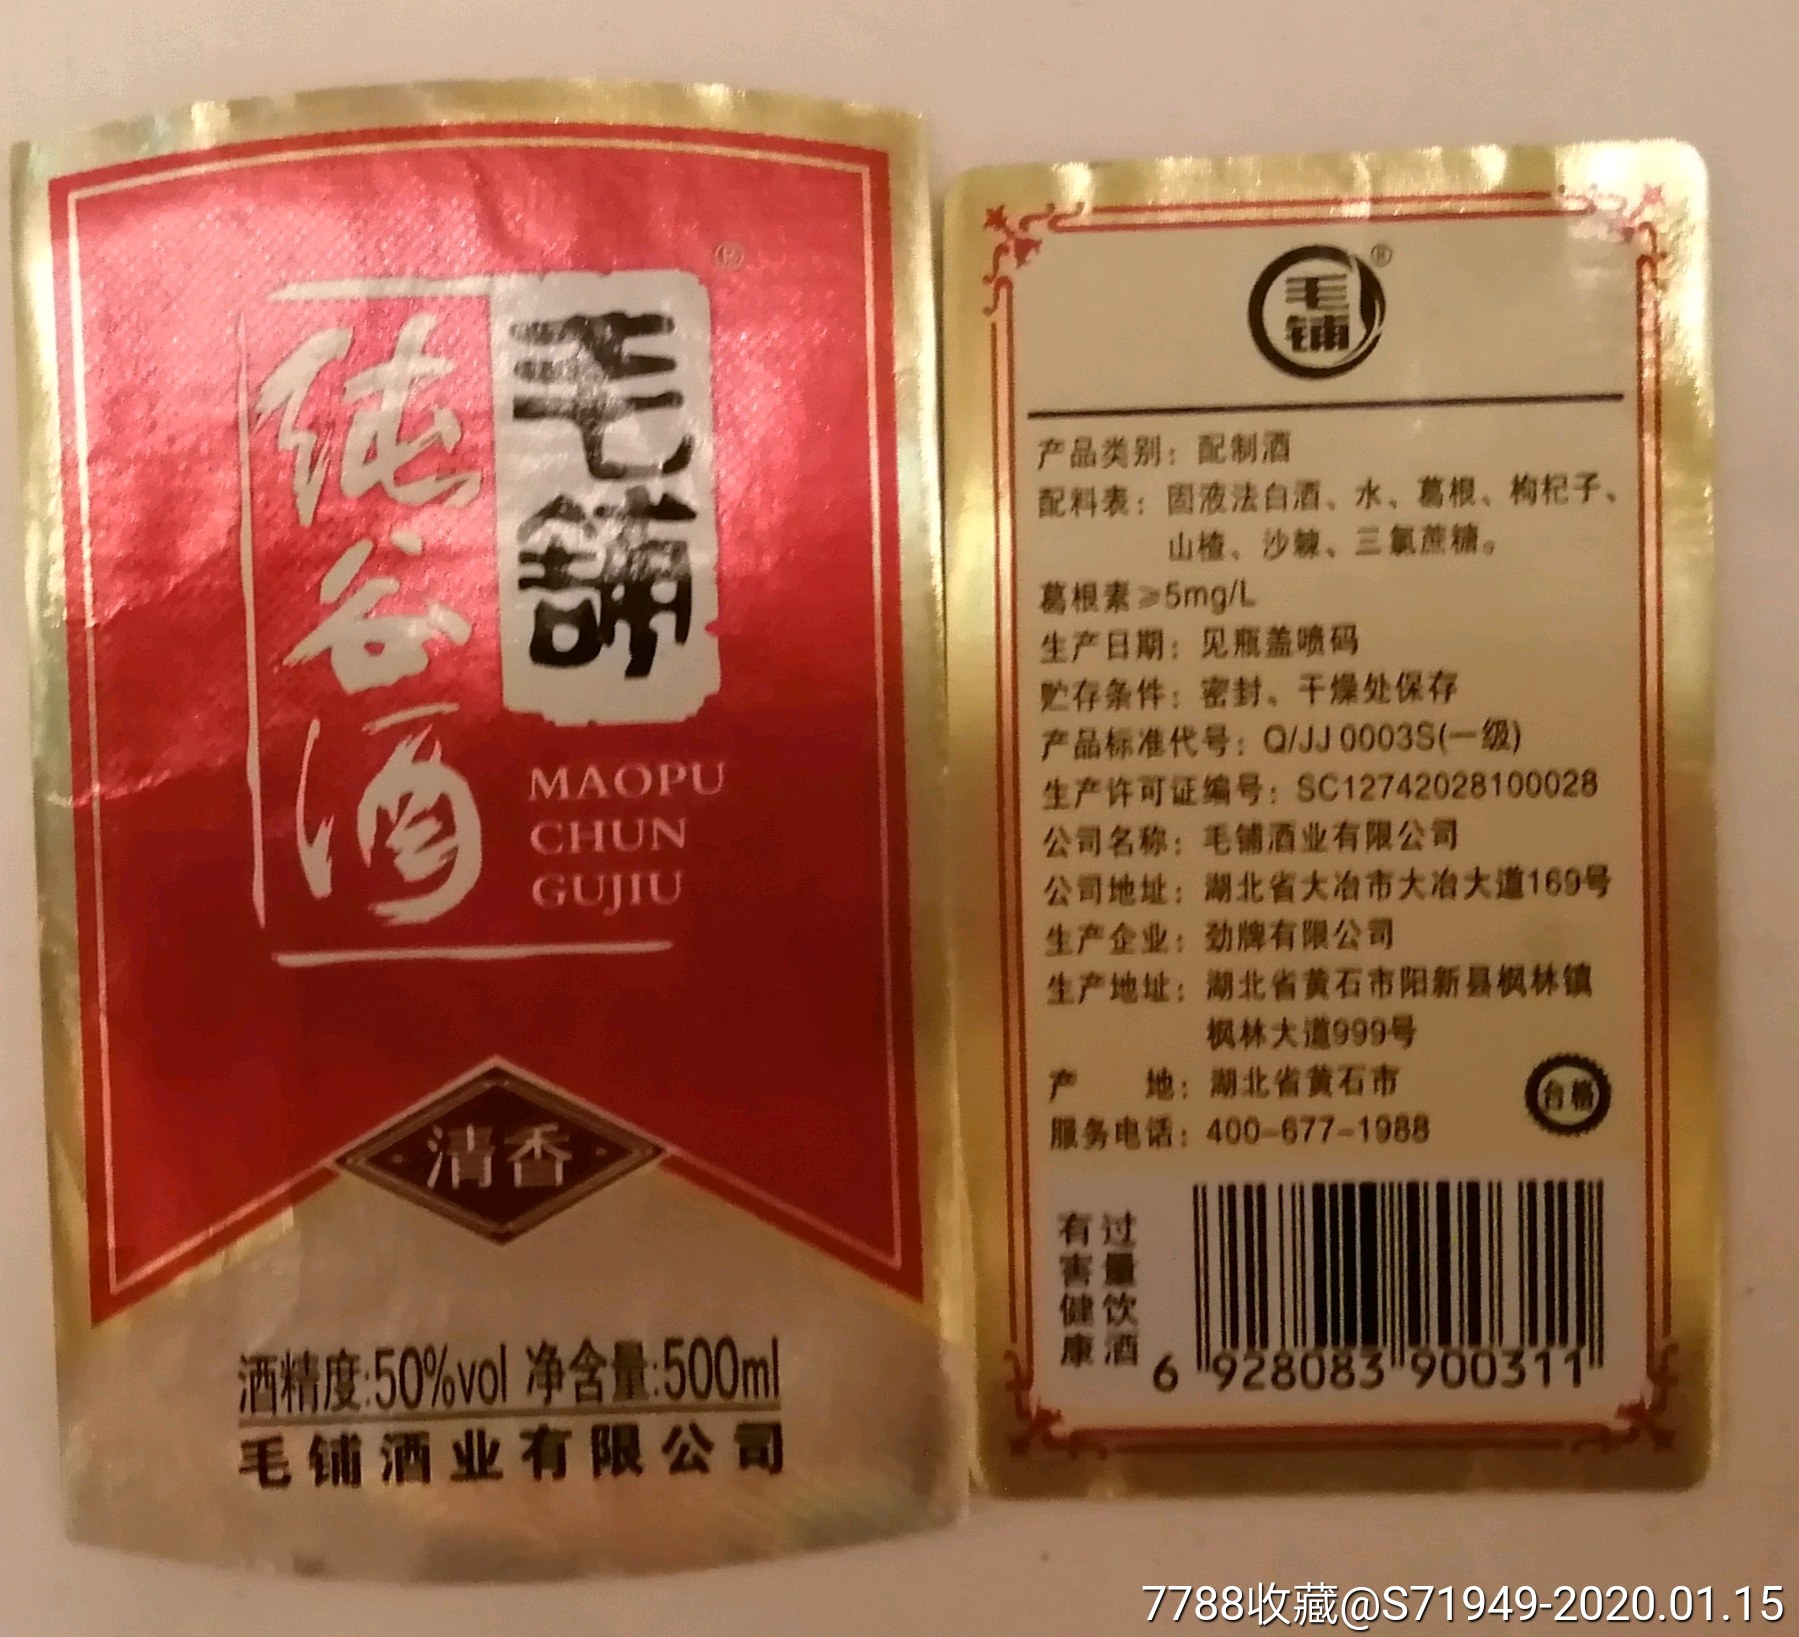 ®
毛铺
纯谷酒
MAOPU
CHUN
GUJIU
清香
酒精度:50%vol 净含量:500ml
毛铺酒业有限公司
毛铺®
产品类别：配制酒
配料表：固液法白酒、水、葛根、枸杞子、
山楂、沙棘、三氯蔗糖。
葛根素≥5mg/L
生产日期：见瓶盖喷码
贮存条件：密封、干燥处保存
产品标准代号：Q/JJ 0003S(一级)
生产许可证编号：SC12742028100028
公司名称：毛铺酒业有限公司
公司地址：湖北省大冶市大冶大道169号
生产企业：劲牌有限公司
生产地址：湖北省黄石市阳新县枫林镇
枫林大道999号
产 地：湖北省黄石市
服务电话：400-677-1988
合格
过量饮酒
有害健康
6 928083 900311
7788收藏@S71949-2020.01.15